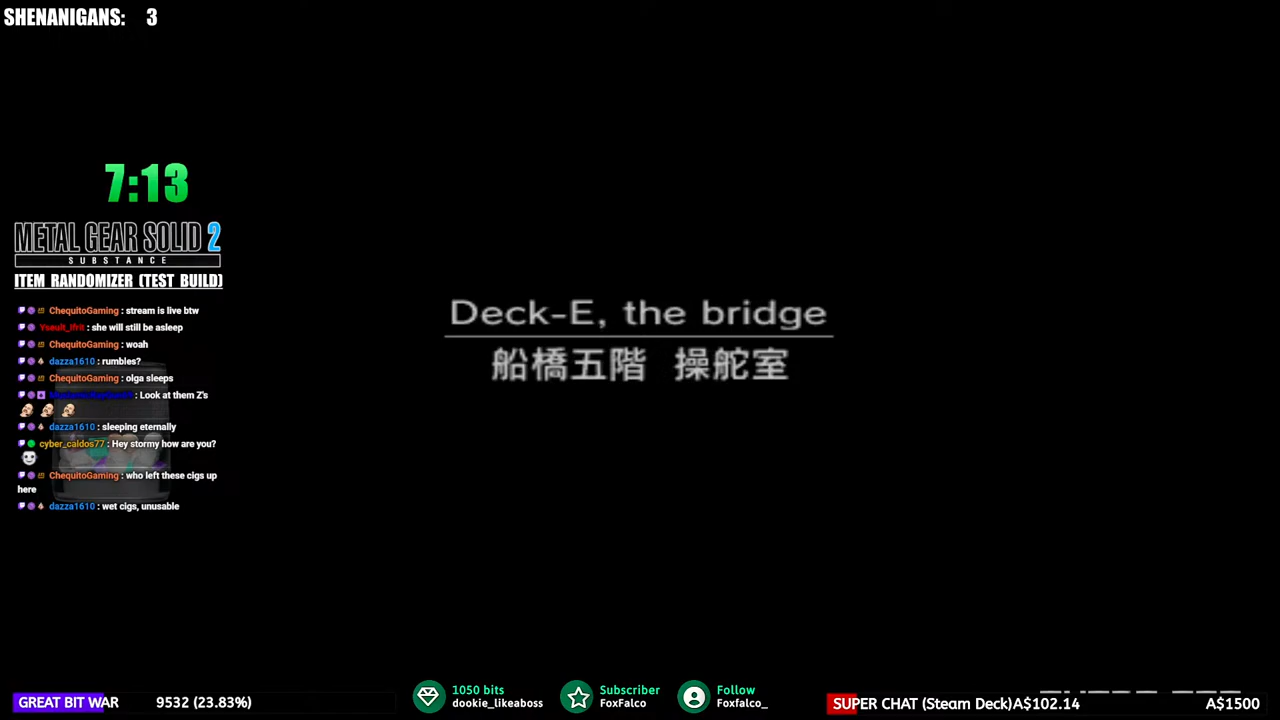 SHENANIGANS: 3
7:13
METAL GEAR SOLID 2
SUBSTANCE
ITEM RANDOMIZER (TEST BUILD)
ChequitoGaming : stream is live btw
Yseult_Ifrit : she will still be asleep
ChequitoGaming : woah
dazza1610 : rumbles?
ChequitoGaming : olga sleeps
: Look at them Z's
dazza1610 : sleeping eternally
cyber_caldos77 : Hey stormy how are you?
ChequitoGaming : who left these cigs up
here
dazza1610 : wet cigs, unusable
Deck-E, the bridge
船橋五階 操舵室
GREAT BIT WAR 9532 (23.83%)
1050 bits
dookie_likeaboss
Subscriber
FoxFalco
Follow
Foxfalco_
SUPER CHAT (Steam Deck)A$102.14 A$1500